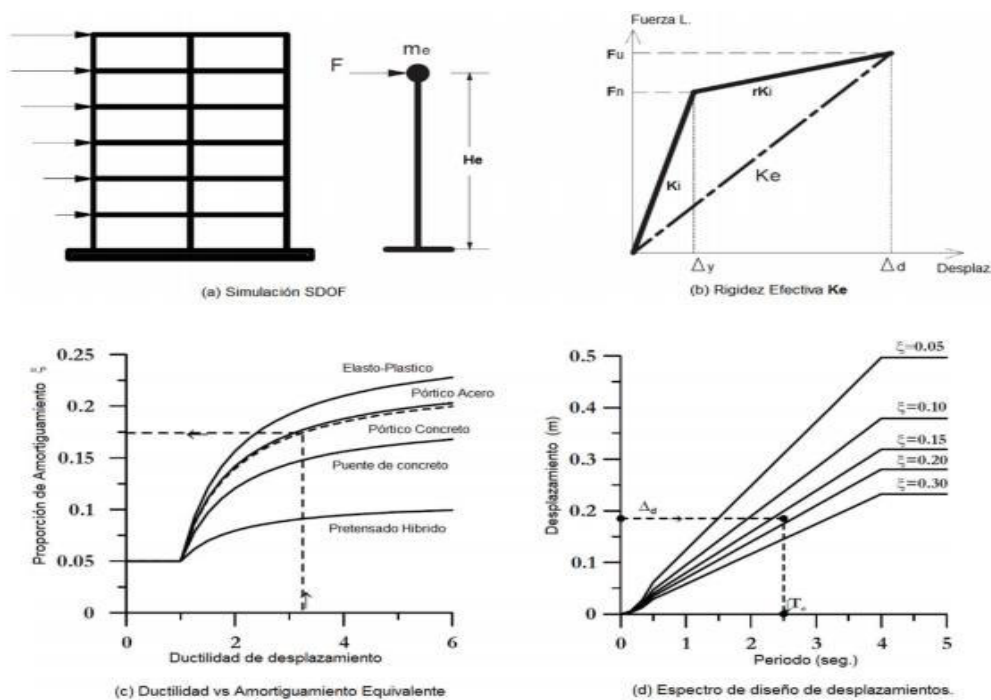 F
me
He
(a) Simulación SDOF
Fuerza L.
Fu
Fn
rKi
Ki
Ke
Δy
Δd
Desplaz.
(b) Rigidez Efectiva Ke
Proporción de Amortiguamiento ξ
0.25
0.2
0.15
0.1
0.05
0
Elasto-Plastico
Pórtico Acero
Pórtico Concreto
Puente de concreto
Pretensado Hibrido
0 2 4 6
Ductilidad de desplazamiento
(c) Ductilidad vs Amortiguamiento Equivalente
Desplazamiento (m)
0.5
0.4
0.3
0.2
0.1
0
ξ=0.05
ξ=0.10
ξ=0.15
ξ=0.20
ξ=0.30
Δd
Te
0 1 2 3 4 5
Periodo (seg.)
(d) Espectro de diseño de desplazamientos.